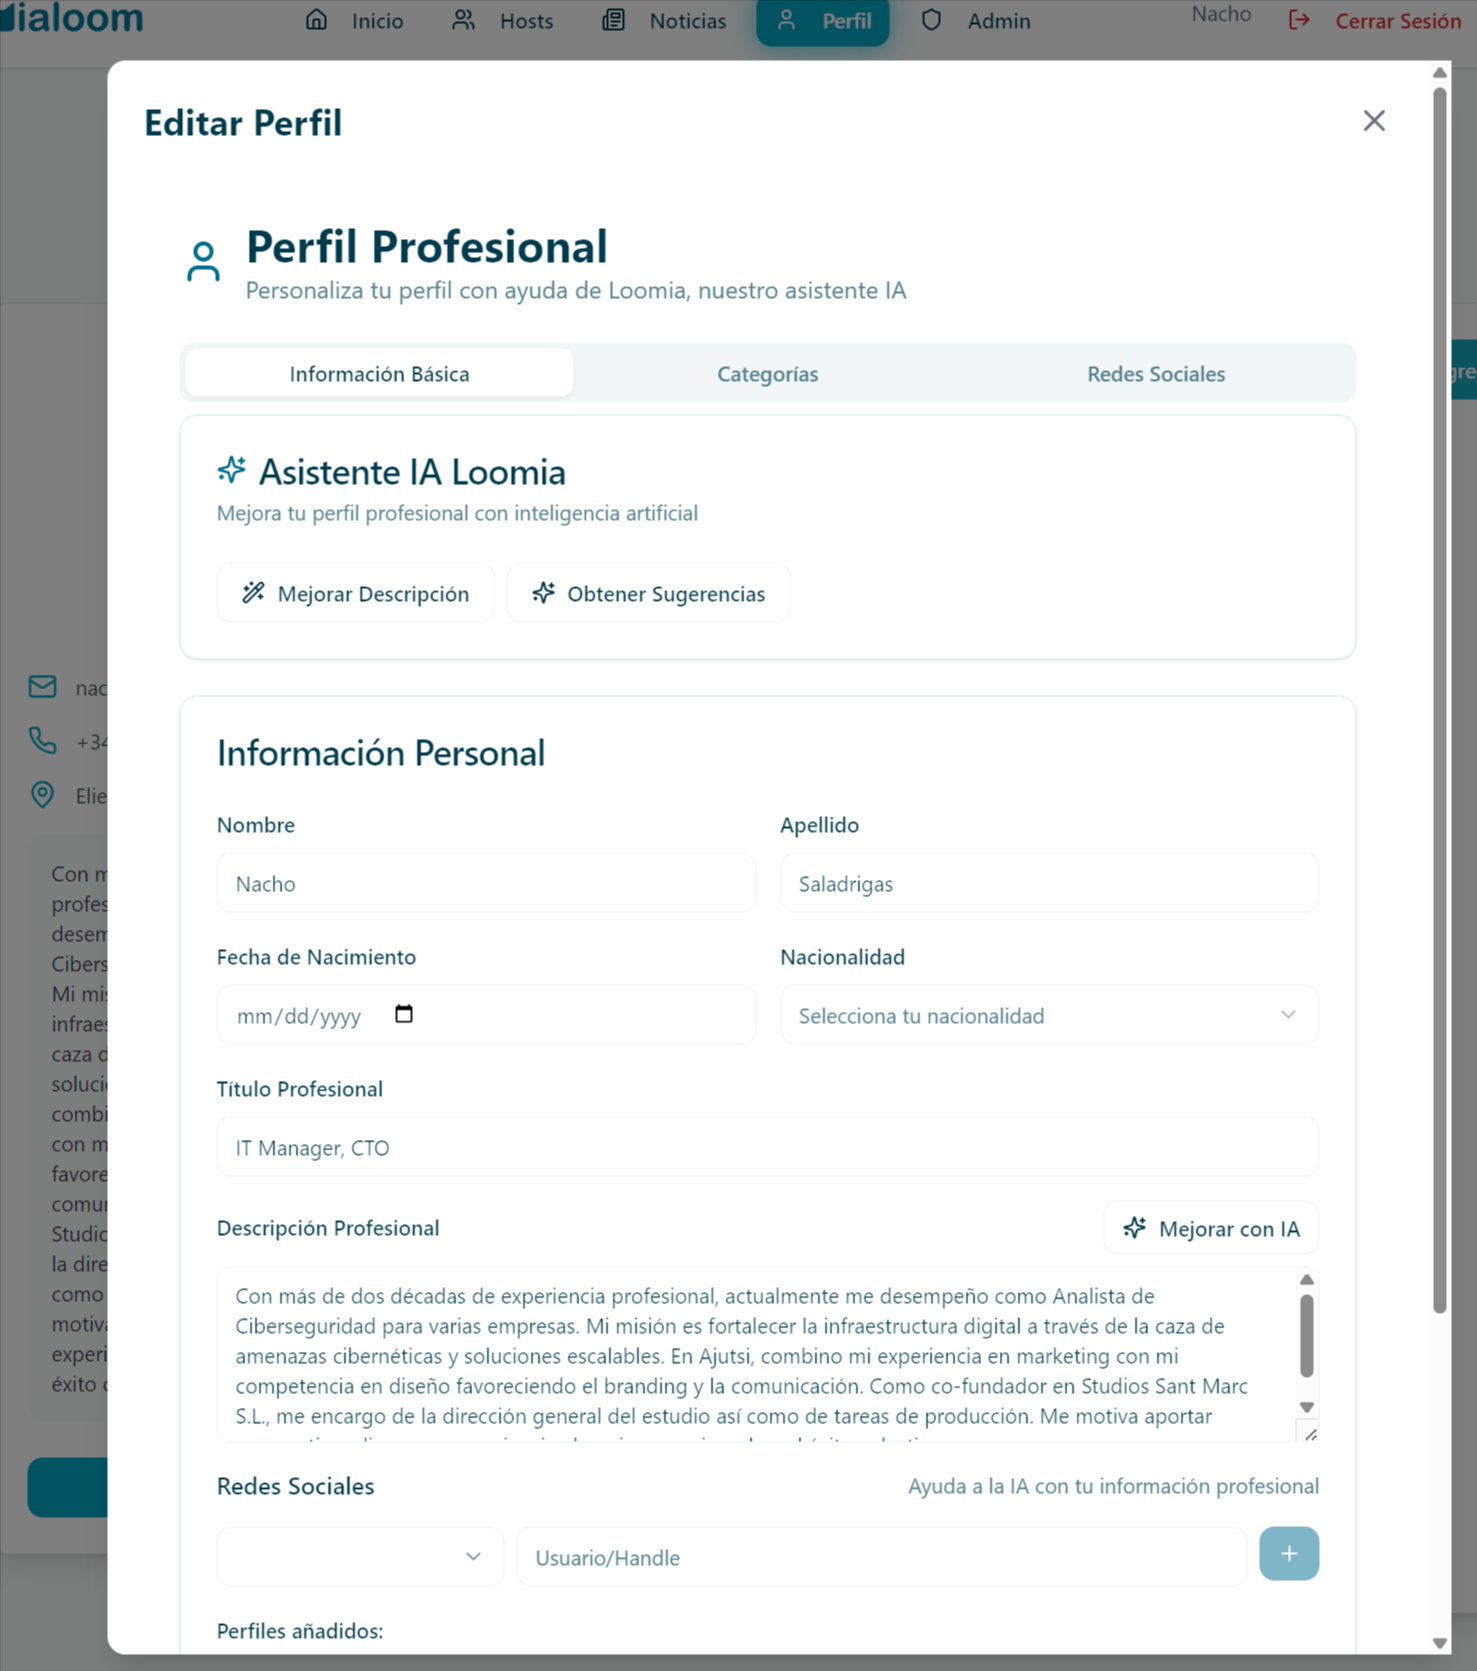 Dialoom
Inicio
Hosts
Noticias
Perfil
Admin
Nacho
Cerrar Sesión
Editar Perfil
Perfil Profesional
Personaliza tu perfil con ayuda de Loomia, nuestro asistente IA
Información Básica
Categorías
Redes Sociales
Asistente IA Loomia
Mejora tu perfil profesional con inteligencia artificial
Mejorar Descripción
Obtener Sugerencias
Información Personal
Nombre
Apellido
Nacho
Saladrigas
Fecha de Nacimiento
Nacionalidad
mm/dd/yyyy
Selecciona tu nacionalidad
Título Profesional
IT Manager, CTO
Descripción Profesional
Mejorar con IA
Con más de dos décadas de experiencia profesional, actualmente me desempeño como Analista de
Ciberseguridad para varias empresas. Mi misión es fortalecer la infraestructura digital a través de la caza de
amenazas cibernéticas y soluciones escalables. En Ajutsi, combino mi experiencia en marketing con mi
competencia en diseño favoreciendo el branding y la comunicación. Como co-fundador en Studios Sant Marc
S.L., me encargo de la dirección general del estudio así como de tareas de producción. Me motiva aportar
Redes Sociales
Ayuda a la IA con tu información profesional
Usuario/Handle
+
Perfiles añadidos:
nac
+34
Elie
Con m
profes
desem
Cibers
Mi mis
infraes
caza d
soluci
combi
con m
favore
comun
Studio
la dire
como
motiva
experi
éxito
gre